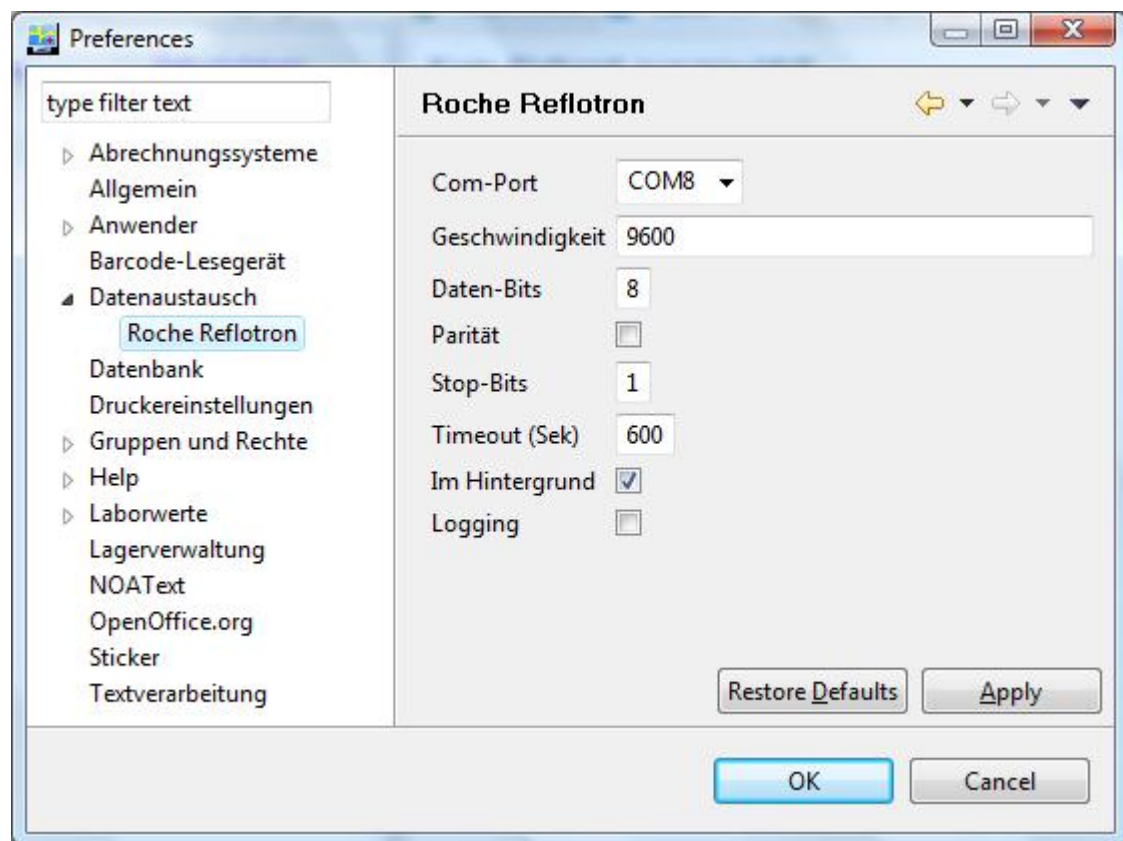 Preferences
type filter text
Abrechnungssysteme
Allgemein
Anwender
Barcode-Lesegerät
Datenaustausch
Roche Reflotron
Datenbank
Druckereinstellungen
Gruppen und Rechte
Help
Laborwerte
Lagerverwaltung
NOAText
OpenOffice.org
Sticker
Textverarbeitung
Roche Reflotron
Com-Port COM8
Geschwindigkeit 9600
Daten-Bits 8
Parität
Stop-Bits 1
Timeout (Sek) 600
Im Hintergrund
Logging
Restore Defaults Apply
OK Cancel